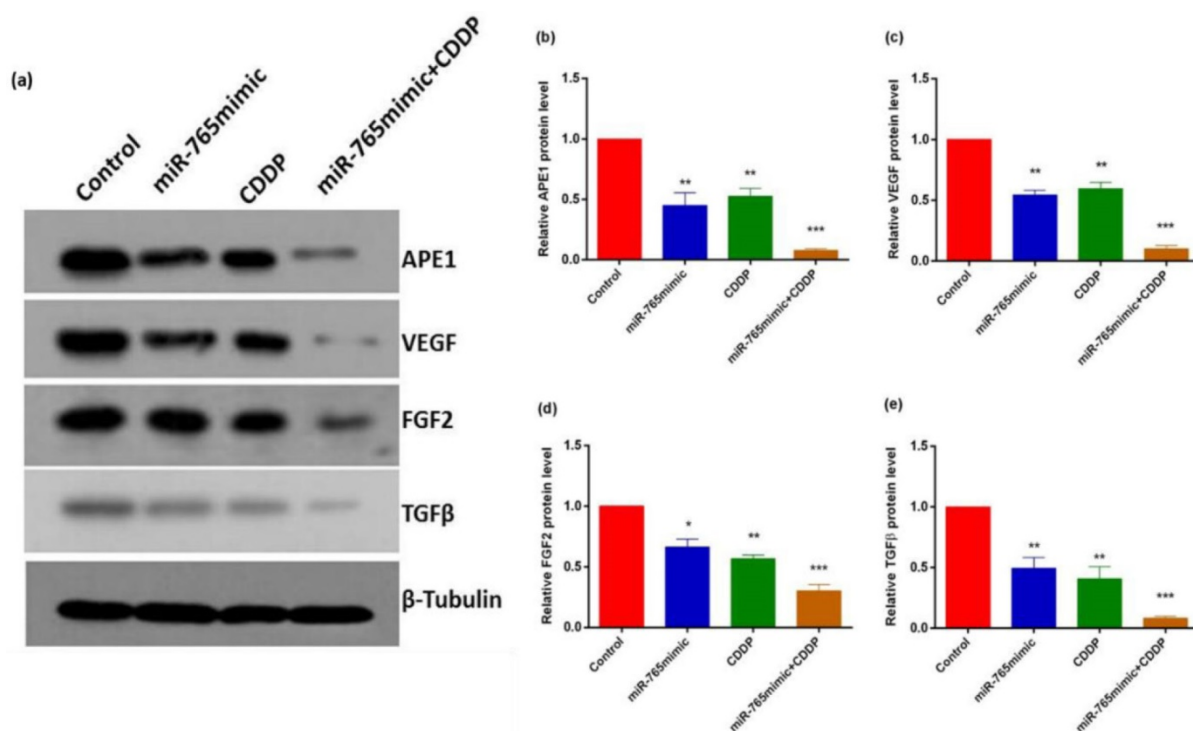 (a)
Control
miR-765mimic
CDDP
miR-765mimic+CDDP
APE1
VEGF
FGF2
TGFβ
β-Tubulin
(b)
Relative APE1 protein level
1.5
1.0
0.5
0.0
**
**
***
Control
miR-765mimic
CDDP
miR-765mimic+CDDP
(c)
Relative VEGF protein level
1.5
1.0
0.5
0.0
**
**
***
Control
miR-765mimic
CDDP
miR-765mimic+CDDP
(d)
Relative FGF2 protein level
1.5
1.0
0.5
0.0
*
**
***
Control
miR-765mimic
CDDP
miR-765mimic+CDDP
(e)
Relative TGFβ protein level
1.5
1.0
0.5
0.0
**
**
***
Control
miR-765mimic
CDDP
miR-765mimic+CDDP